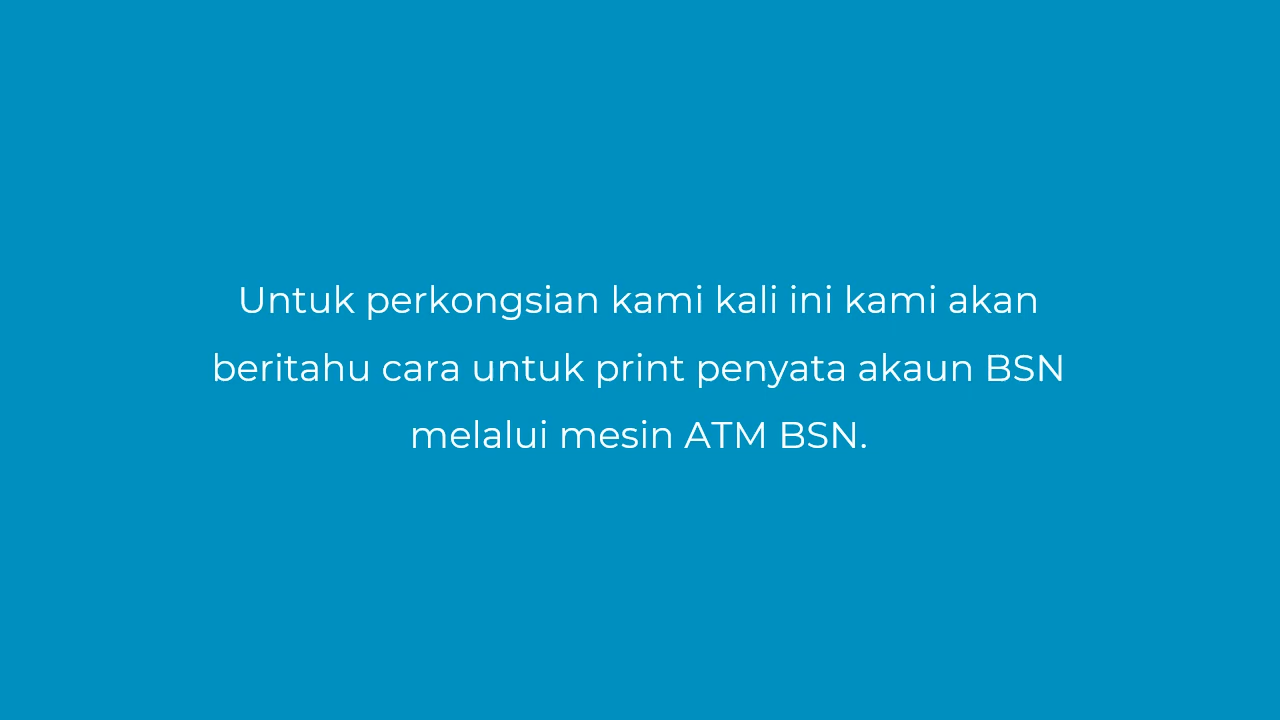 Untuk perkongsian kami kali ini kami akan
beritahu cara untuk print penyata akaun BSN
melalui mesin ATM BSN.